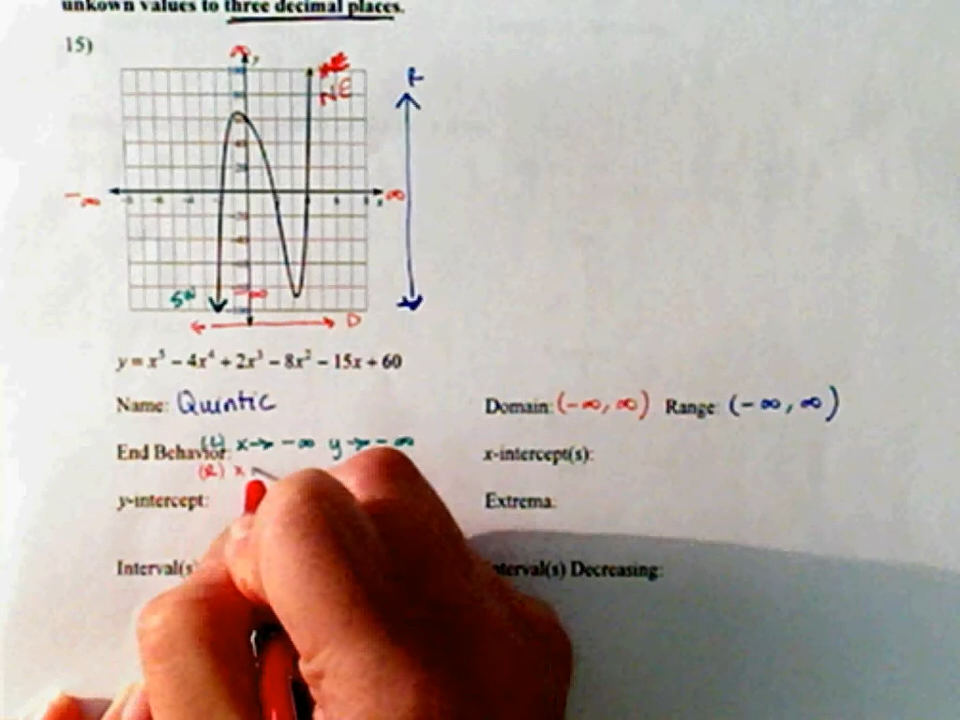 unkown values to three decimal places.
15)
∞ y
NE R
-∞ ∞
SW -∞
D
y = x⁵ − 4x⁴ + 2x³ − 8x² − 15x + 60
Name: Quintic Domain: (-∞, ∞) Range: (-∞, ∞)
End Behavior: (L) x→ -∞ y→ -∞ x-intercept(s):
(R) x
y-intercept: Extrema:
Interval(s) Decreasing: